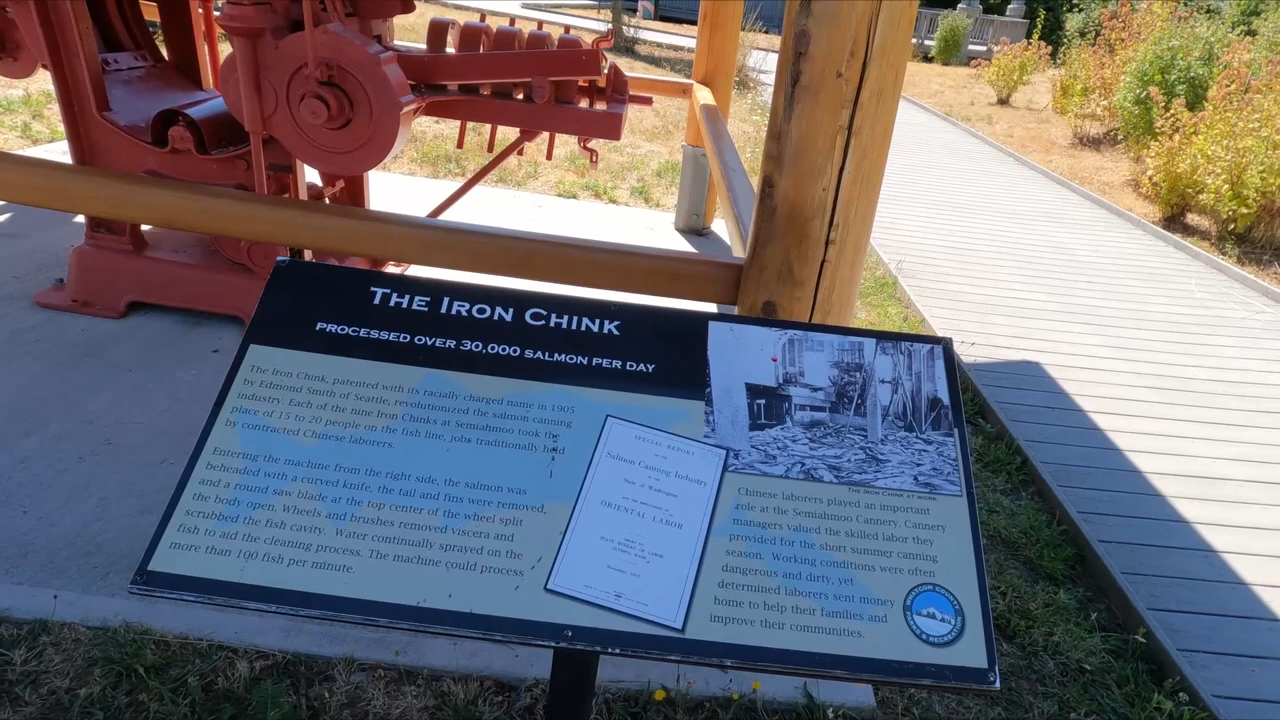 THE IRON CHINK
PROCESSED OVER 30,000 SALMON PER DAY
The Iron Chink, patented with its racially charged name in 1905
by Edmond Smith of Seattle, revolutionized the salmon canning
industry. Each of the nine Iron Chinks at Semiahmoo took the
place of 15 to 20 people on the fish line, jobs traditionally held
by contracted Chinese laborers.
Entering the machine from the right side, the salmon was
beheaded with a curved knife, the tail and fins were removed,
and a round saw blade at the top center of the wheel split
the body open. Wheels and brushes removed viscera and
scrubbed the fish cavity. Water continually sprayed on the
fish to aid the cleaning process. The machine could process
more than 100 fish per minute.
SPECIAL REPORT
Salmon Canning Industry
State of Washington
ORIENTAL LABOR
STATE BUREAU OF LABOR
OLYMPIA, WASH.
THE IRON CHINK AT WORK
Chinese laborers played an important
role at the Semiahmoo Cannery. Cannery
managers valued the skilled labor they
provided for the short summer canning
season. Working conditions were often
dangerous and dirty, yet
determined laborers sent money
home to help their families and
improve their communities.
WHATCOM COUNTY
PARKS & RECREATION